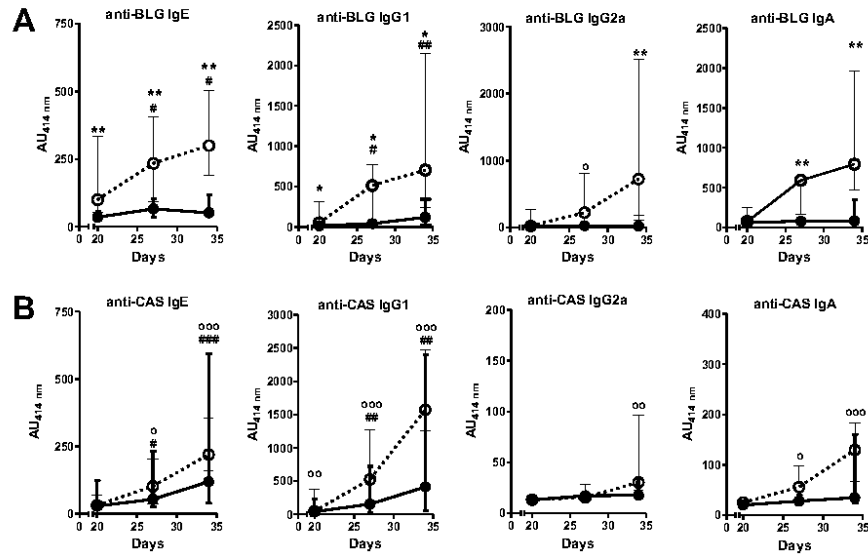 A
anti-BLG IgE
anti-BLG IgG1
anti-BLG IgG2a
anti-BLG IgA
AU414 nm
750
500
250
0
**
**
#
**
#
0 20 25 30 35
Days
AU414 nm
2500
2000
1500
1000
500
0
*
*
#
*
##
0 20 25 30 35
Days
AU414 nm
3000
2000
1000
0
°
**
0 20 25 30 35
Days
AU414 nm
2500
2000
1500
1000
500
0
**
**
0 20 25 30 35
Days
B
anti-CAS IgE
anti-CAS IgG1
anti-CAS IgG2a
anti-CAS IgA
AU414 nm
750
500
250
0
°
#
°°°
###
0 20 25 30 35
Days
AU414 nm
3000
2500
2000
1500
1000
500
0
°°
°°°
##
°°°
##
0 20 25 30 35
Days
AU414 nm
200
150
100
50
0
°°
0 20 25 30 35
Days
AU414 nm
400
300
200
100
0
°
°°°
0 20 25 30 35
Days